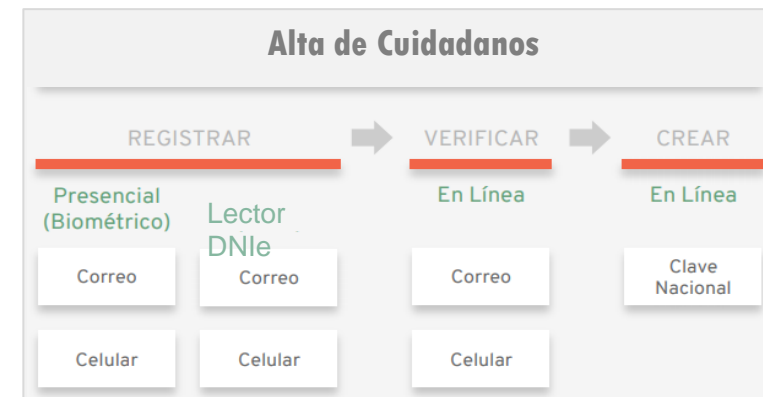 Alta de Cuidadanos
REGISTRAR
VERIFICAR
CREAR
Presencial
(Biométrico)
Lector
DNIe
En Línea
En Línea
Correo
Correo
Correo
Clave
Nacional
Celular
Celular
Celular